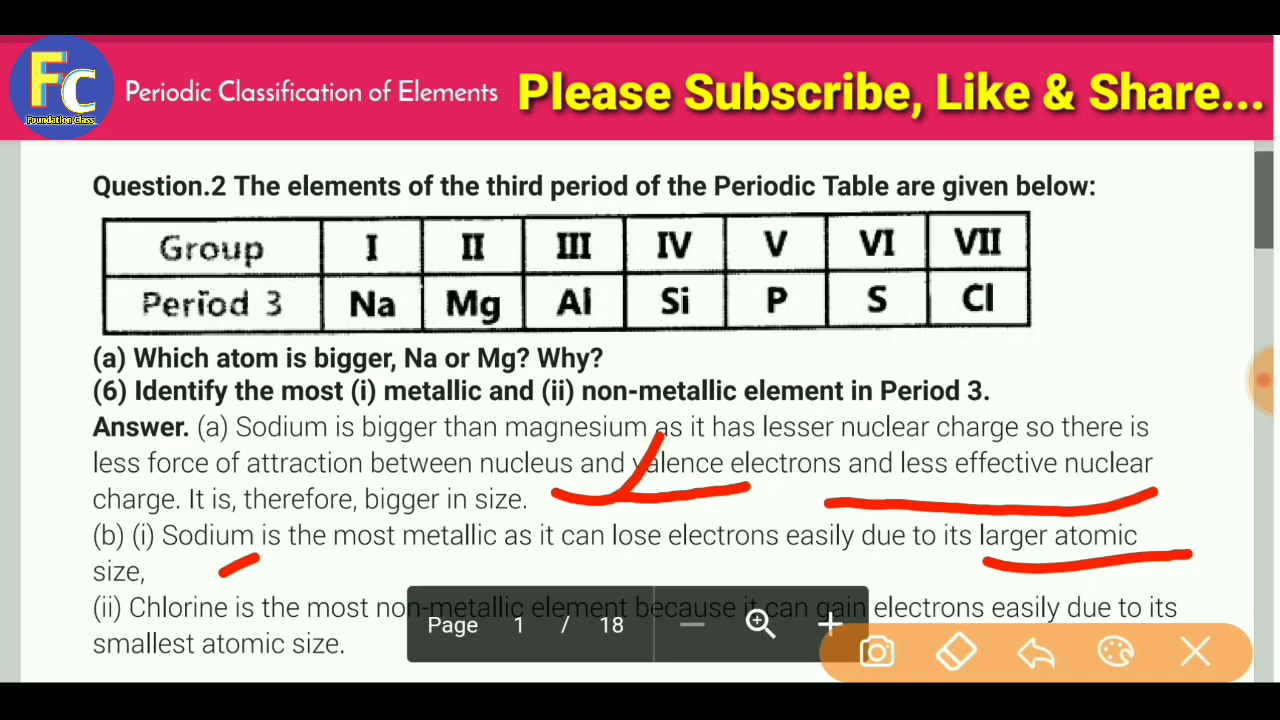 FC
Foundation Class
Periodic Classification of Elements
Please Subscribe, Like & Share...
Question.2 The elements of the third period of the Periodic Table are given below:
Group I II III IV V VI VII
Period 3 Na Mg Al Si P S Cl
(a) Which atom is bigger, Na or Mg? Why?
(6) Identify the most (i) metallic and (ii) non-metallic element in Period 3.
Answer. (a) Sodium is bigger than magnesium as it has lesser nuclear charge so there is
less force of attraction between nucleus and valence electrons and less effective nuclear
charge. It is, therefore, bigger in size.
(b) (i) Sodium is the most metallic as it can lose electrons easily due to its larger atomic
size,
(ii) Chlorine is the most non-metallic element because it can gain electrons easily due to its
smallest atomic size.
Page 1 / 18